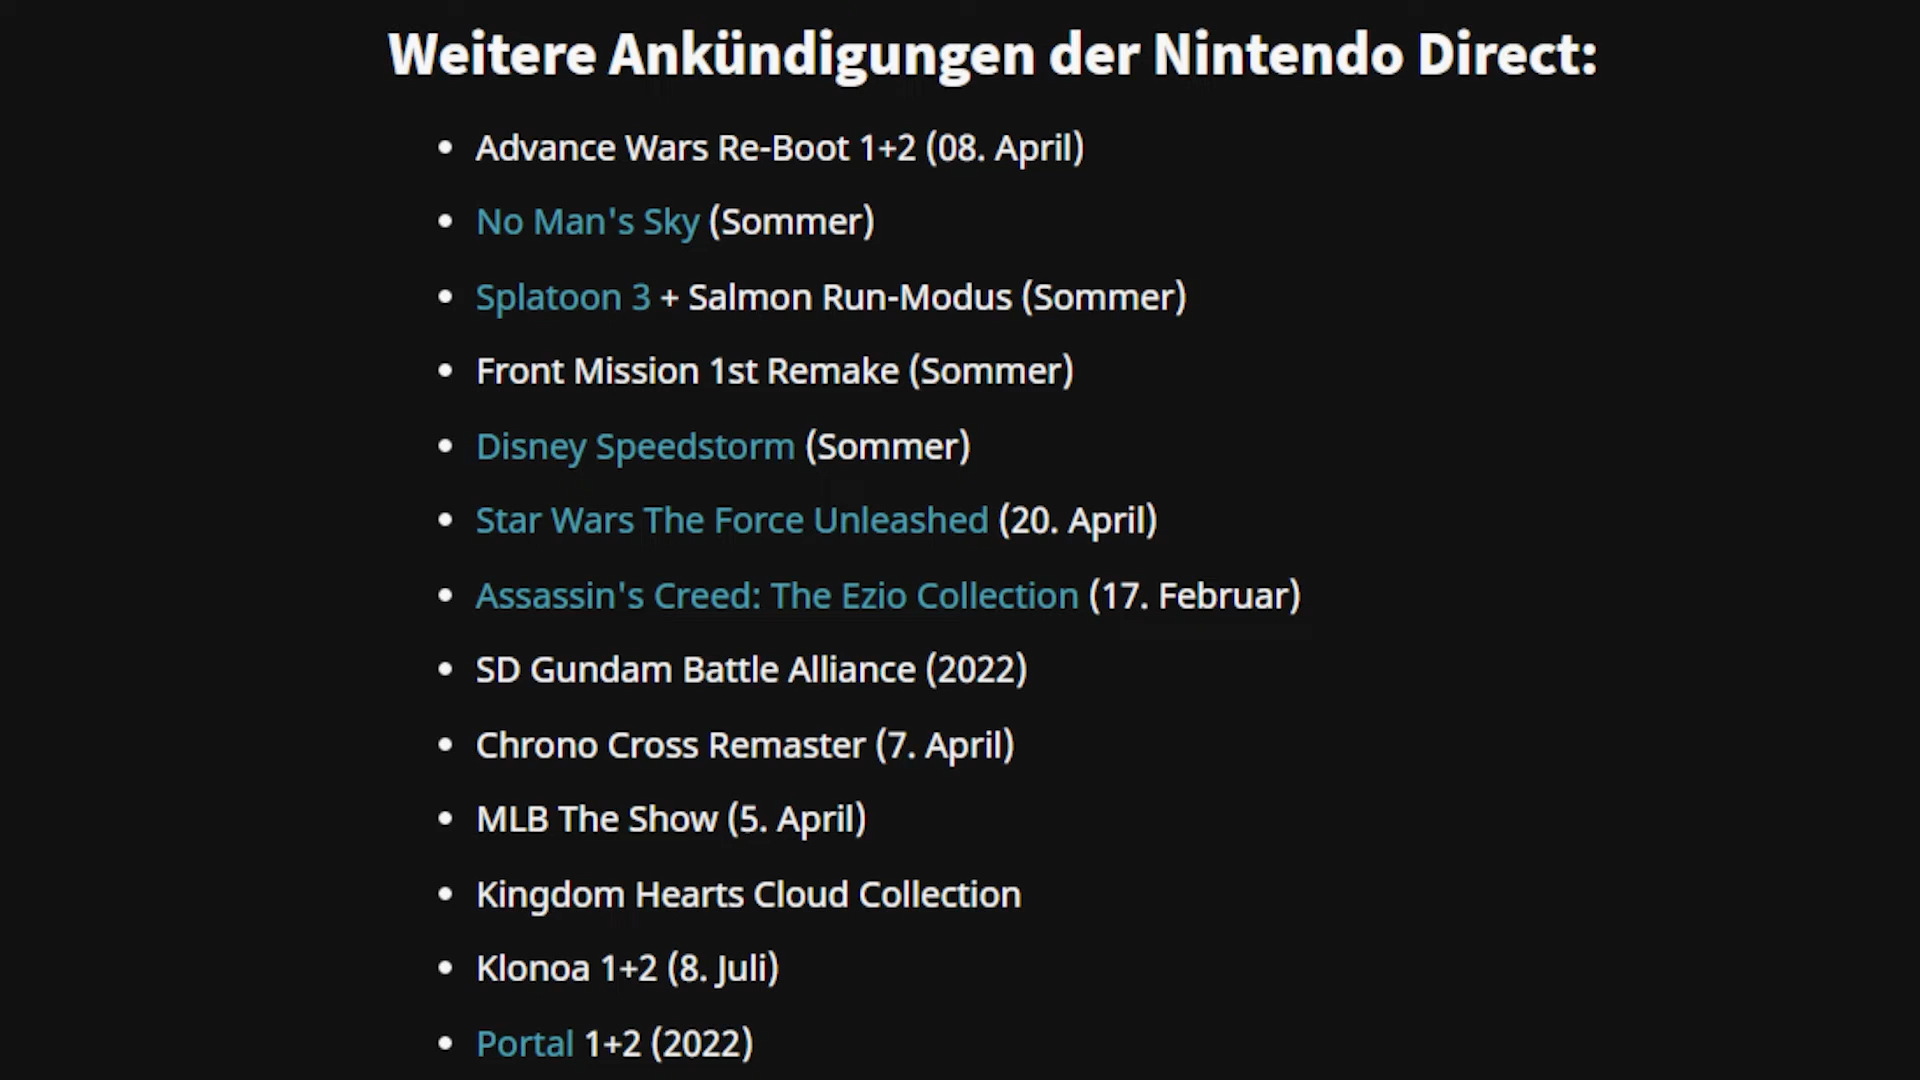 Weitere Ankündigungen der Nintendo Direct:
• Advance Wars Re-Boot 1+2 (08. April)
• No Man's Sky (Sommer)
• Splatoon 3 + Salmon Run-Modus (Sommer)
• Front Mission 1st Remake (Sommer)
• Disney Speedstorm (Sommer)
• Star Wars The Force Unleashed (20. April)
• Assassin's Creed: The Ezio Collection (17. Februar)
• SD Gundam Battle Alliance (2022)
• Chrono Cross Remaster (7. April)
• MLB The Show (5. April)
• Kingdom Hearts Cloud Collection
• Klonoa 1+2 (8. Juli)
• Portal 1+2 (2022)